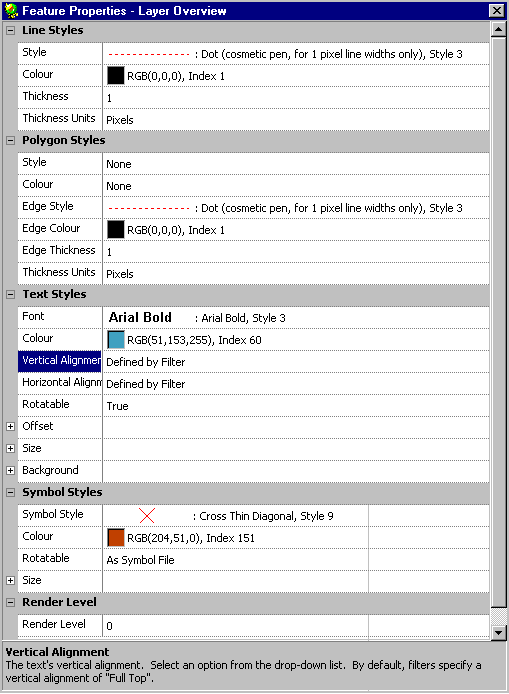 Feature Properties - Layer Overview
Line Styles
Style : Dot (cosmetic pen, for 1 pixel line widths only), Style 3
Colour RGB(0,0,0), Index 1
Thickness 1
Thickness Units Pixels
Polygon Styles
Style None
Colour None
Edge Style : Dot (cosmetic pen, for 1 pixel line widths only), Style 3
Edge Colour RGB(0,0,0), Index 1
Edge Thickness 1
Thickness Units Pixels
Text Styles
Font Arial Bold : Arial Bold, Style 3
Colour RGB(51,153,255), Index 60
Vertical Alignmen Defined by Filter
Horizontal Alignm Defined by Filter
Rotatable True
Offset
Size
Background
Symbol Styles
Symbol Style : Cross Thin Diagonal, Style 9
Colour RGB(204,51,0), Index 151
Rotatable As Symbol File
Size
Render Level
Render Level 0
Vertical Alignment
The text's vertical alignment. Select an option from the drop-down list. By default, filters specify a
vertical alignment of "Full Top".